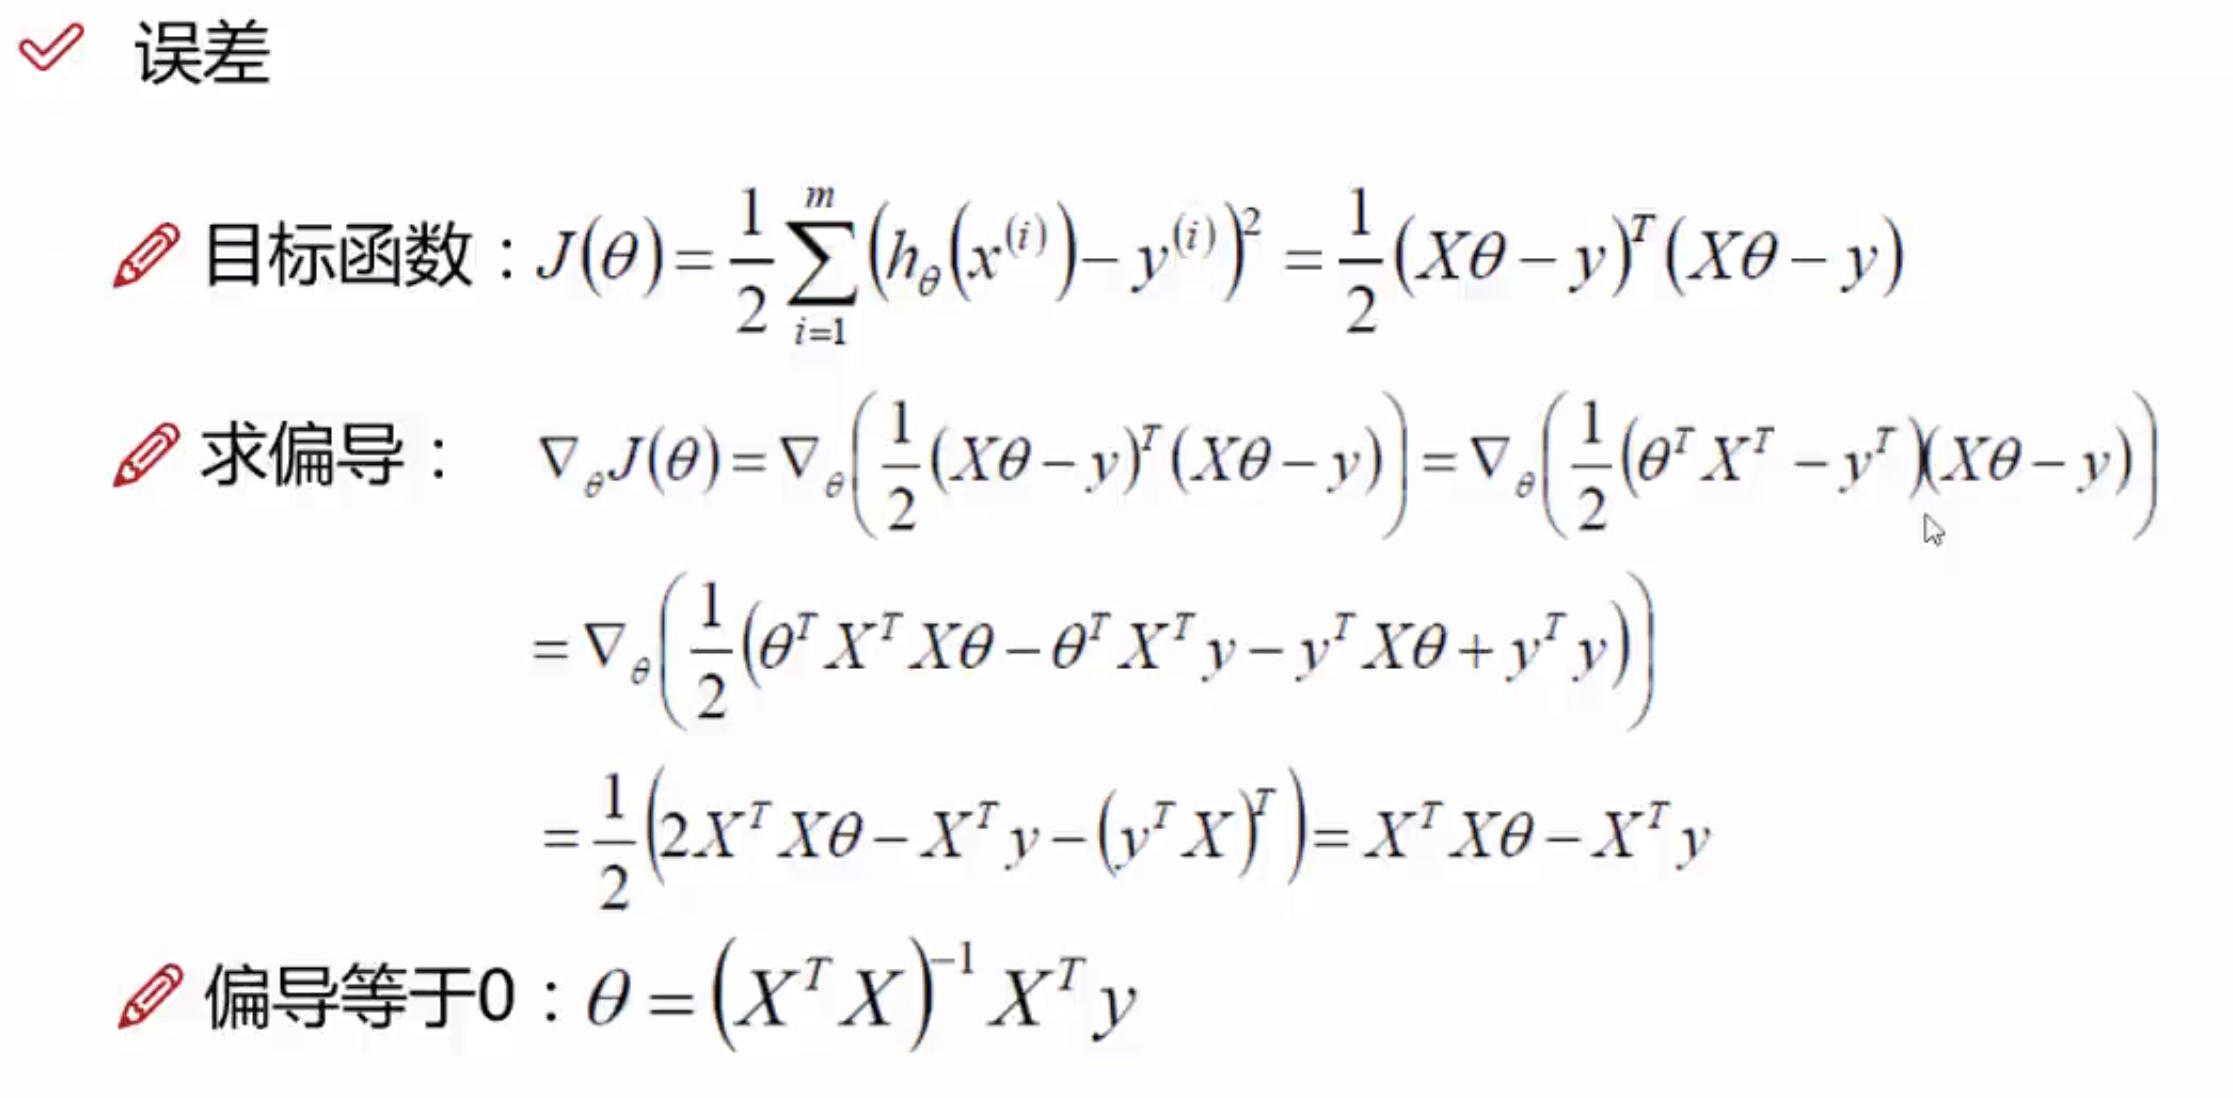 误差
目标函数：J(θ) = 1/2 ∑_{i=1}^{m} (h_θ(x^{(i)}) − y^{(i)})^2 = 1/2 (Xθ − y)^T (Xθ − y)
求偏导： ∇_θ J(θ) = ∇_θ (1/2 (Xθ − y)^T (Xθ − y)) = ∇_θ (1/2 (θ^T X^T − y^T)(Xθ − y))
= ∇_θ (1/2 (θ^T X^T Xθ − θ^T X^T y − y^T Xθ + y^T y))
= 1/2 (2X^T Xθ − X^T y − (y^T X)^T) = X^T Xθ − X^T y
偏导等于0：θ = (X^T X)^{−1} X^T y